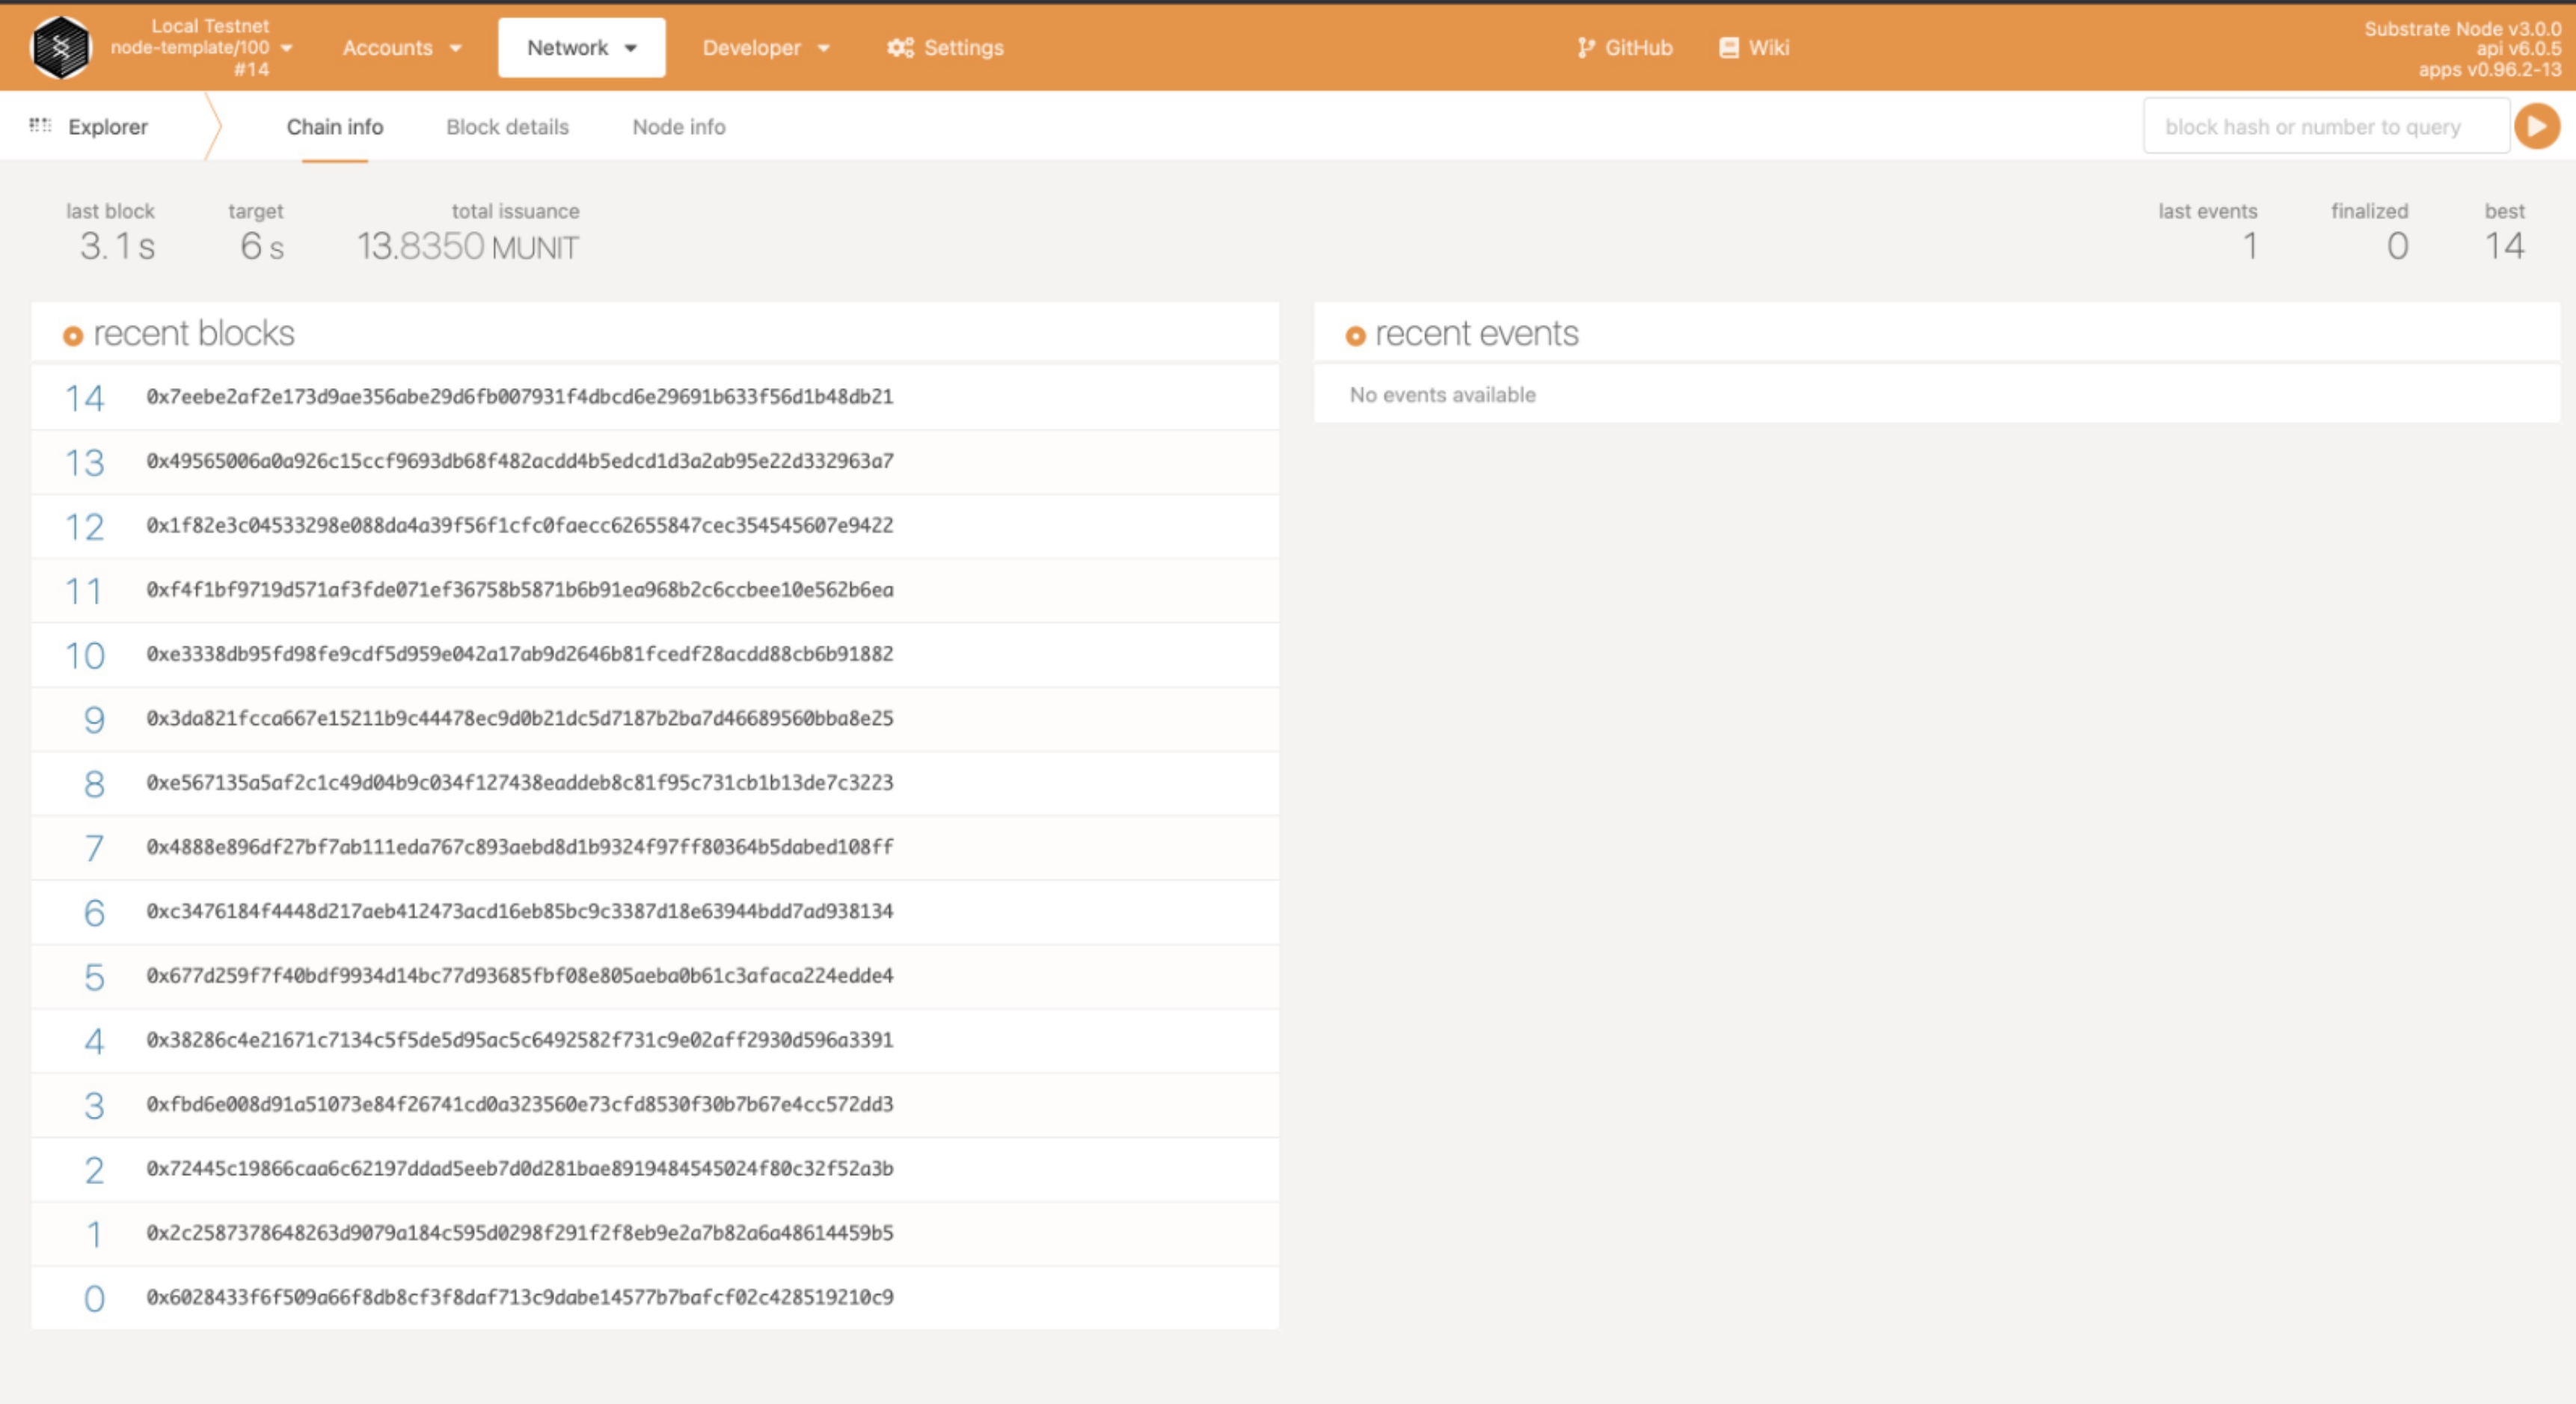 Local Testnet
node-template/100
#14
Accounts
Network
Developer
Settings
GitHub
Wiki
Substrate Node v3.0.0
api v6.0.5
apps v0.96.2-13
Explorer
Chain info
Block details
Node info
block hash or number to query
last block
3.1 s
target
6 s
total issuance
13.8350 MUNIT
last events
1
finalized
0
best
14
recent blocks
14 0x7eebe2af2e173d9ae356abe29d6fb007931f4dbcd6e29691b633f56d1b48db21
13 0x49565006a0a926c15ccf9693db68f482acdd4b5edcd1d3a2ab95e22d332963a7
12 0x1f82e3c04533298e088da4a39f56f1cfc0faecc62655847cec354545607e9422
11 0xf4f1bf9719d571af3fde071ef36758b5871b6b91ea968b2c6ccbee10e562b6ea
10 0xe3338db95fd98fe9cdf5d959e042a17ab9d2646b81fcedf28acdd88cb6b91882
9 0x3da821fcca667e15211b9c44478ec9d0b21dc5d7187b2ba7d46689560bba8e25
8 0xe567135a5af2c1c49d04b9c034f127438eaddeb8c81f95c731cb1b13de7c3223
7 0x4888e896df27bf7ab111eda767c893aebd8d1b9324f97ff80364b5dabed108ff
6 0xc3476184f4448d217aeb412473acd16eb85bc9c3387d18e63944bdd7ad938134
5 0x677d259f7f40bdf9934d14bc77d93685fbf08e805aeba0b61c3afaca224edde4
4 0x38286c4e21671c7134c5f5de5d95ac5c6492582f731c9e02aff2930d596a3391
3 0xfbd6e008d91a51073e84f26741cd0a323560e73cfd8530f30b7b67e4cc572dd3
2 0x72445c19866caa6c62197ddad5eeb7d0d281bae8919484545024f80c32f52a3b
1 0x2c2587378648263d9079a184c595d0298f291f2f8eb9e2a7b82a6a48614459b5
0 0x6028433f6f509a66f8db8cf3f8daf713c9dabe14577b7bafcf02c428519210c9
recent events
No events available